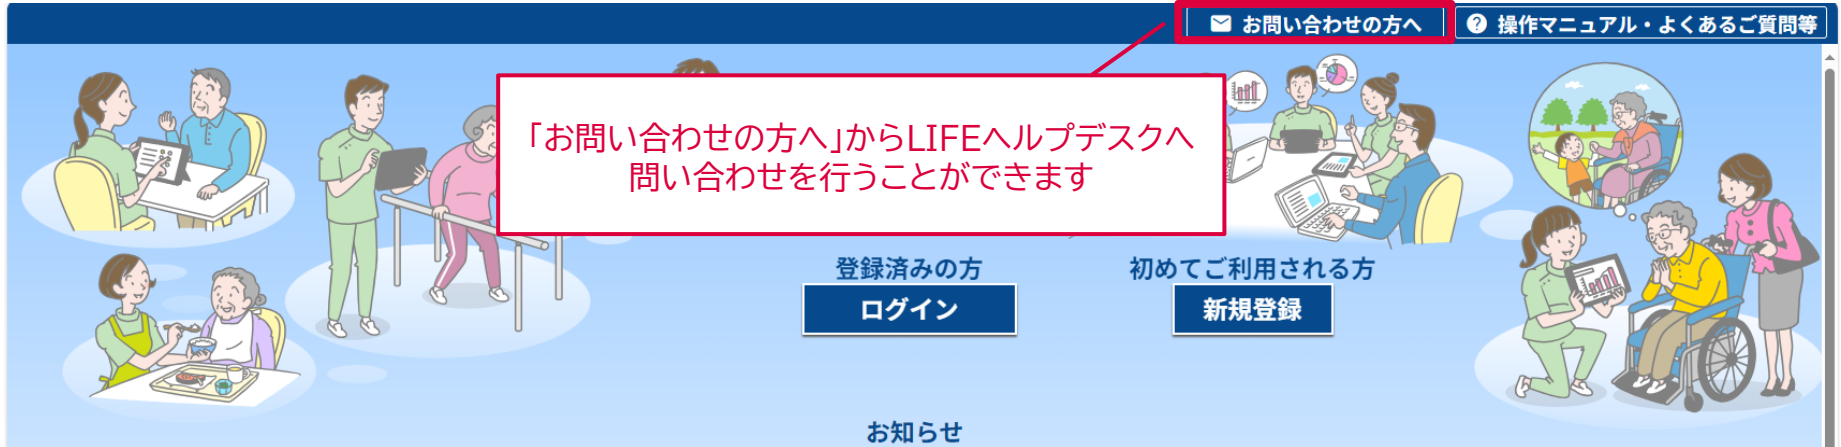 お問い合わせの方へ
操作マニュアル・よくあるご質問等
「お問い合わせの方へ」からLIFEヘルプデスクへ
問い合わせを行うことができます
登録済みの方
ログイン
初めてご利用される方
新規登録
お知らせ